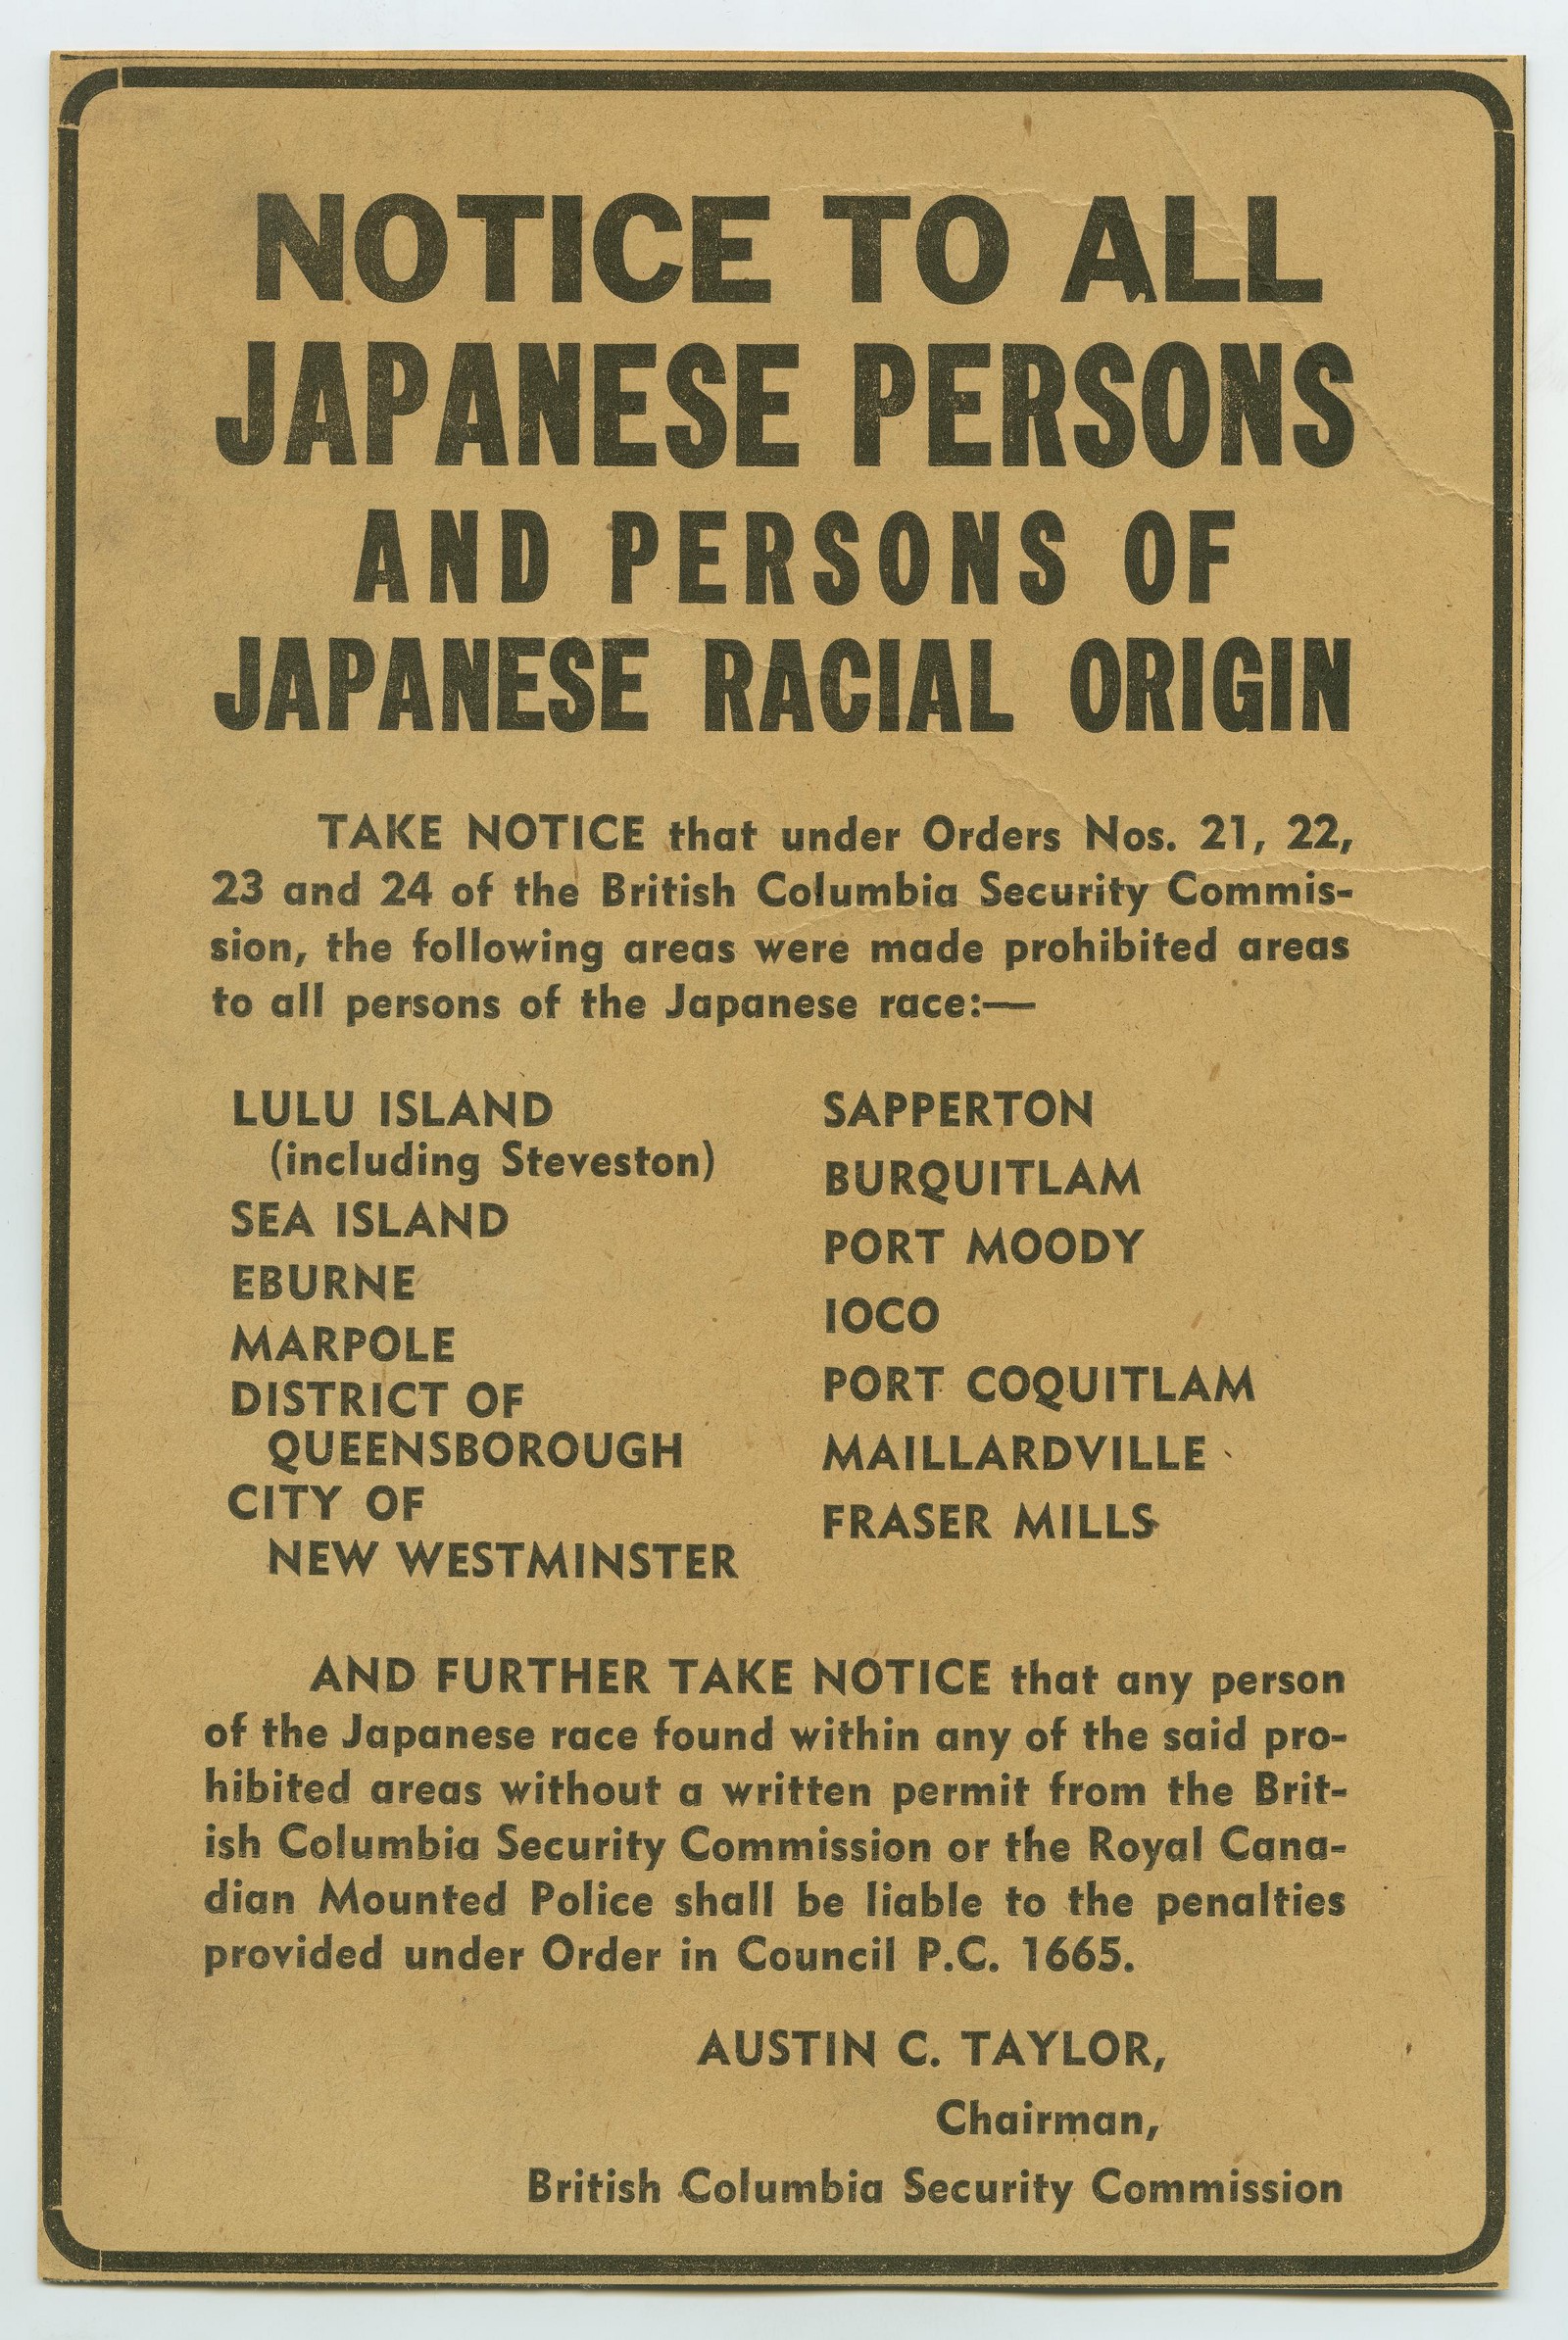 NOTICE TO ALL
JAPANESE PERSONS
AND PERSONS OF
JAPANESE RACIAL ORIGIN
TAKE NOTICE that under Orders Nos. 21, 22,
23 and 24 of the British Columbia Security Commis-
sion, the following areas were made prohibited areas
to all persons of the Japanese race:—
LULU ISLAND
(including Steveston)
SEA ISLAND
EBURNE
MARPOLE
DISTRICT OF
QUEENSBOROUGH
CITY OF
NEW WESTMINSTER
SAPPERTON
BURQUITLAM
PORT MOODY
IOCO
PORT COQUITLAM
MAILLARDVILLE
FRASER MILLS
AND FURTHER TAKE NOTICE that any person
of the Japanese race found within any of the said pro-
hibited areas without a written permit from the Brit-
ish Columbia Security Commission or the Royal Cana-
dian Mounted Police shall be liable to the penalties
provided under Order in Council P.C. 1665.
AUSTIN C. TAYLOR,
Chairman,
British Columbia Security Commission